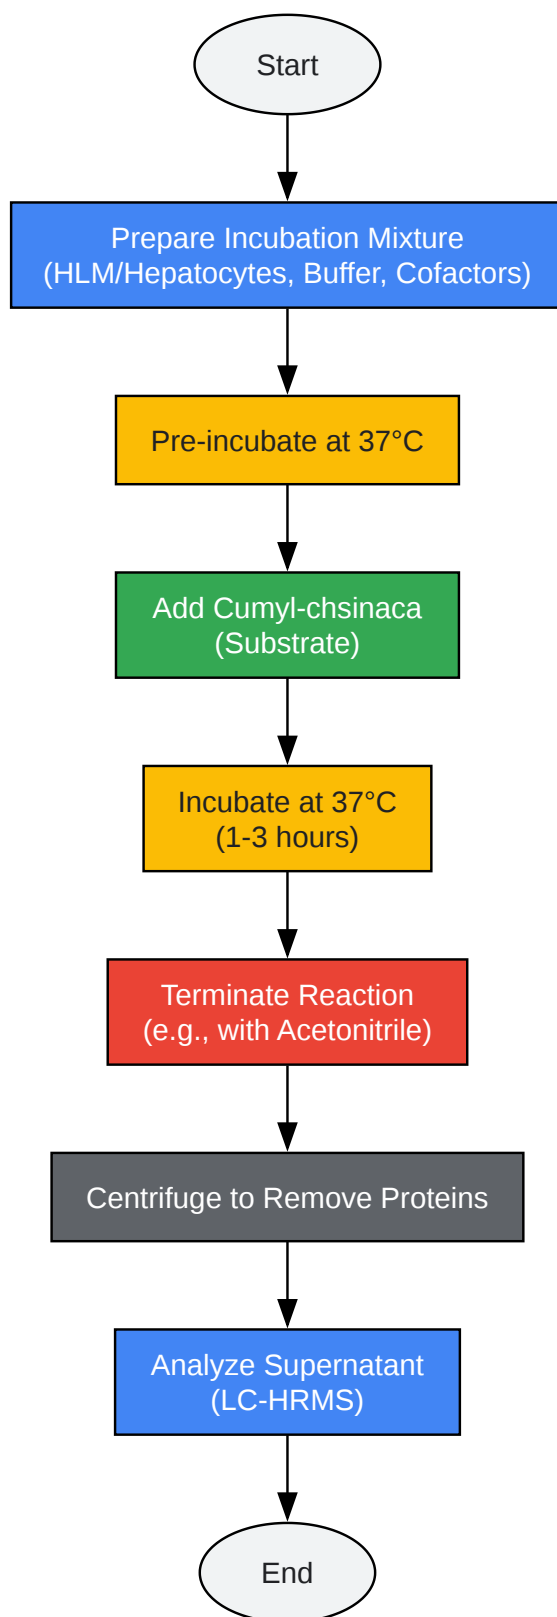 Start
Prepare Incubation Mixture
(HLM/Hepatocytes, Buffer, Cofactors)
Pre-incubate at 37°C
Add Cumyl-chsinaca
(Substrate)
Incubate at 37°C
(1-3 hours)
Terminate Reaction
(e.g., with Acetonitrile)
Centrifuge to Remove Proteins
Analyze Supernatant
(LC-HRMS)
End